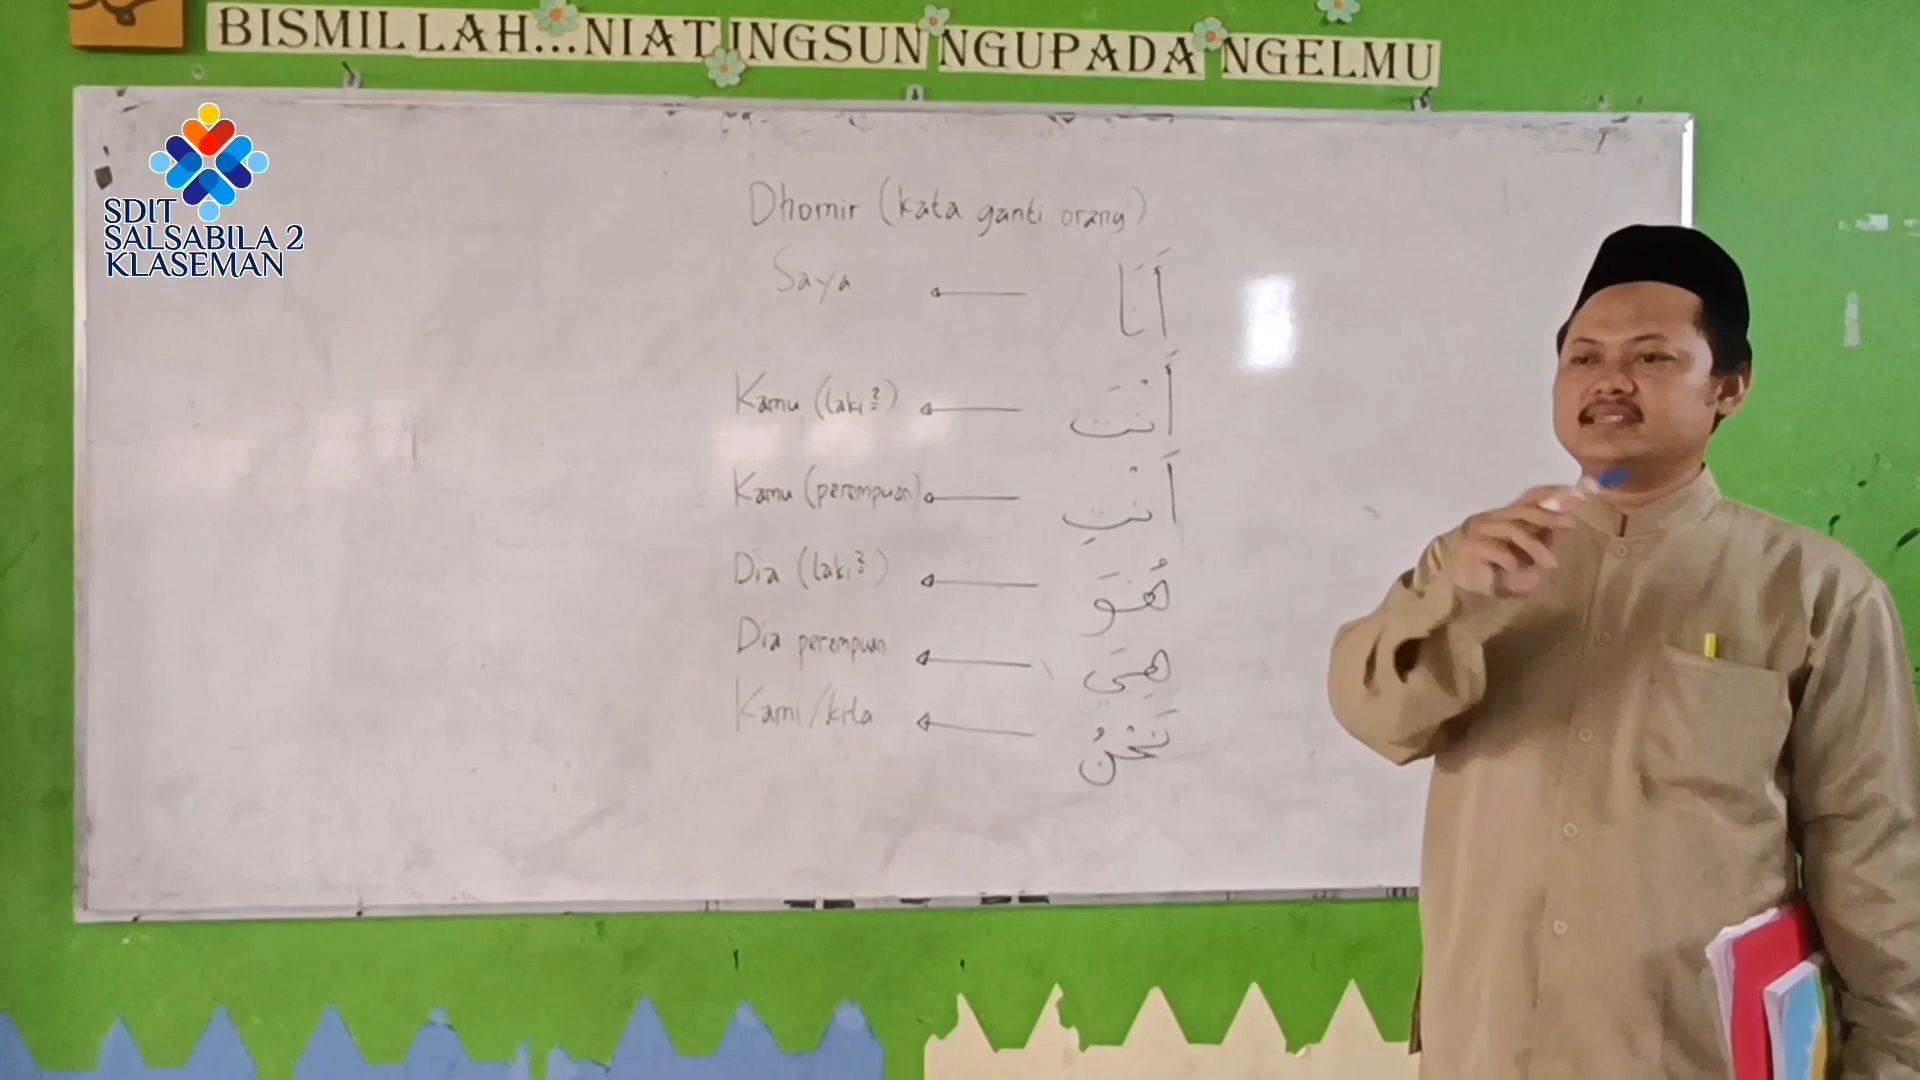 BISMILLAH...NIAT INGSUN NGUPADA NGELMU
SDIT
SALSABILA 2
KLASEMAN
Dhomir (kata ganti orang)
Saya أَنَا
Kamu (laki²) أَنْتَ
Kamu (perempuan) أَنْتِ
Dia (laki²) هُوَ
Dia perempuan هِيَ
Kami/kita نَحْنُ